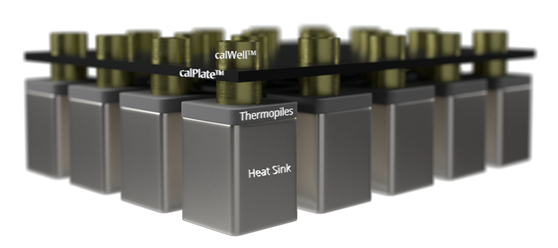 calWell™
calPlate™
Thermopiles
Heat Sink